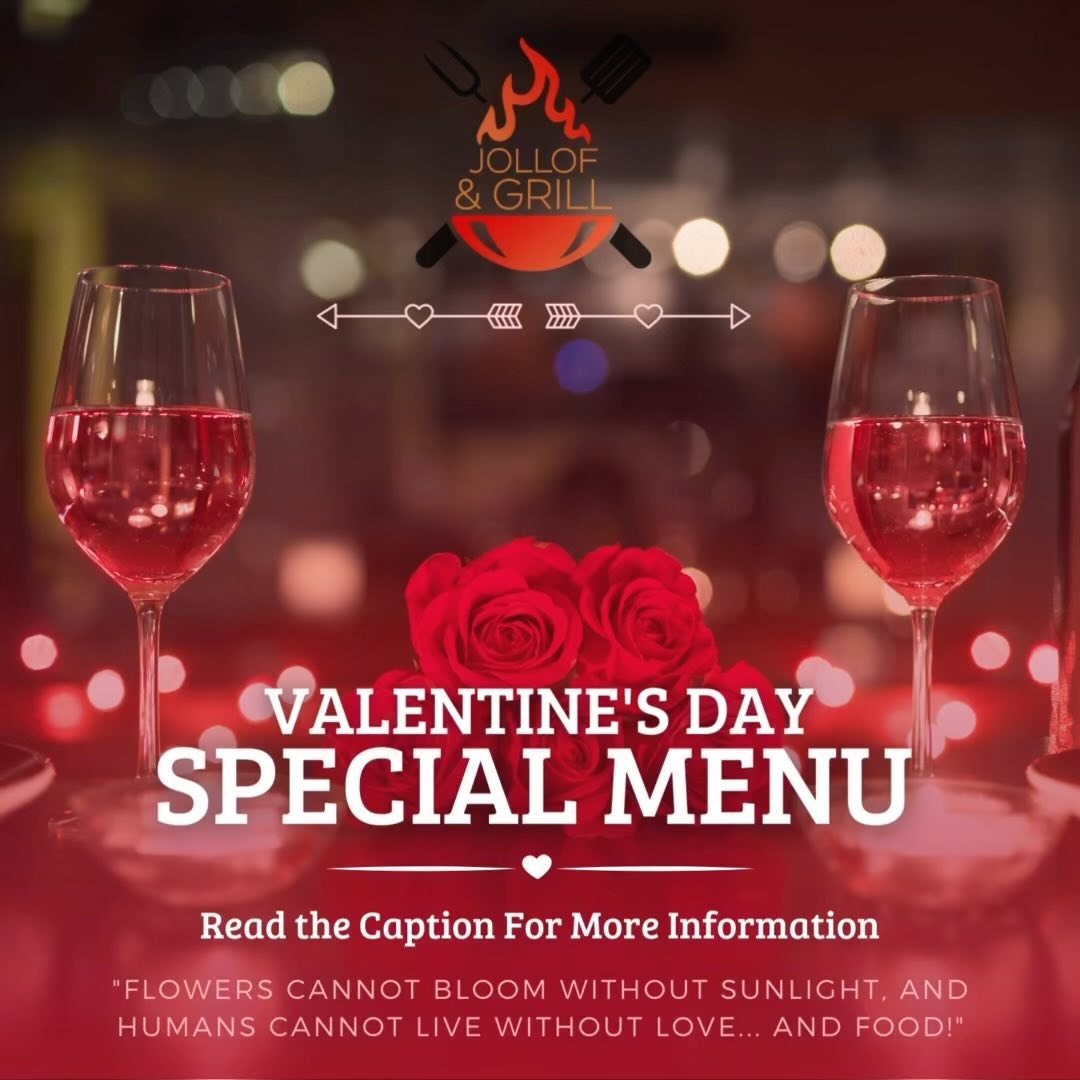 JOLLOF
& GRILL
VALENTINE'S DAY
SPECIAL MENU
Read the Caption For More Information
"FLOWERS CANNOT BLOOM WITHOUT SUNLIGHT, AND
HUMANS CANNOT LIVE WITHOUT LOVE... AND FOOD!"